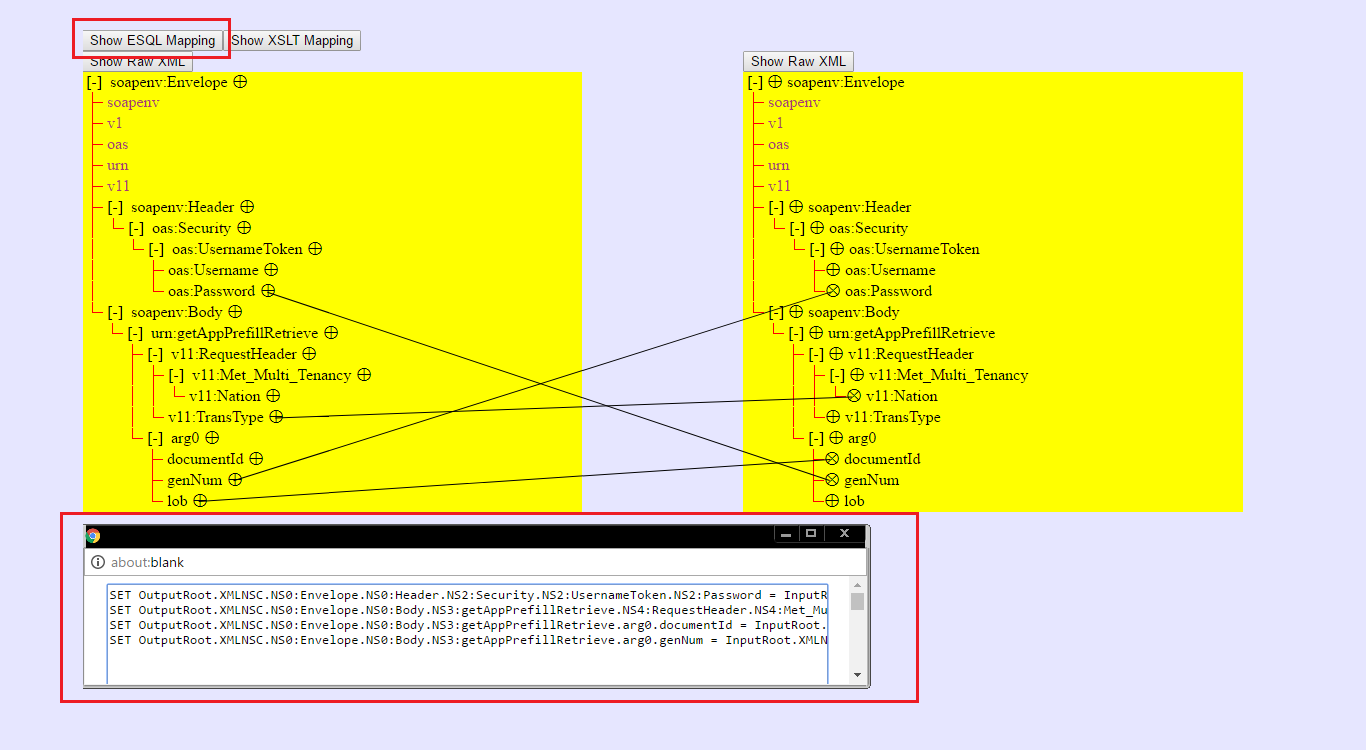 Show ESQL Mapping Show XSLT Mapping
Show Raw XML
[-] soapenv:Envelope
soapenv
v1
oas
urn
v11
[-] soapenv:Header
[-] oas:Security
[-] oas:UsernameToken
oas:Username
oas:Password
[-] soapenv:Body
[-] urn:getAppPrefillRetrieve
[-] v11:RequestHeader
[-] v11:Met_Multi_Tenancy
v11:Nation
v11:TransType
[-] arg0
documentId
genNum
lob
Show Raw XML
[-] soapenv:Envelope
soapenv
v1
oas
urn
v11
[-] soapenv:Header
[-] oas:Security
[-] oas:UsernameToken
oas:Username
oas:Password
[-] soapenv:Body
[-] urn:getAppPrefillRetrieve
[-] v11:RequestHeader
[-] v11:Met_Multi_Tenancy
v11:Nation
v11:TransType
[-] arg0
documentId
genNum
lob
about:blank
SET OutputRoot.XMLNSC.NS0:Envelope.NS0:Header.NS2:Security.NS2:UsernameToken.NS2:Password = InputR
SET OutputRoot.XMLNSC.NS0:Envelope.NS0:Body.NS3:getAppPrefillRetrieve.NS4:RequestHeader.NS4:Met_Mu
SET OutputRoot.XMLNSC.NS0:Envelope.NS0:Body.NS3:getAppPrefillRetrieve.arg0.documentId = InputRoot.
SET OutputRoot.XMLNSC.NS0:Envelope.NS0:Body.NS3:getAppPrefillRetrieve.arg0.genNum = InputRoot.XMLN